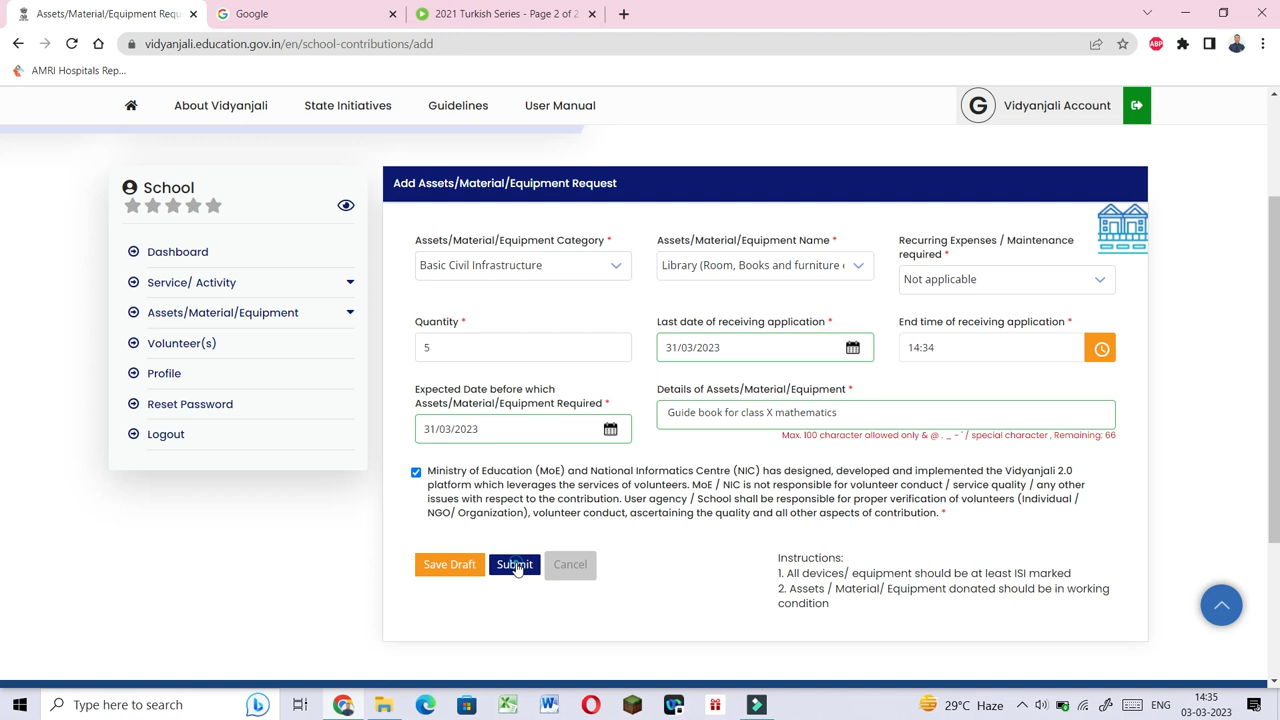 Assets/Material/Equipment Requ
Google
2021 Turkish Series - Page 2 of 2
vidyanjali.education.gov.in/en/school-contributions/add
ABP
AMRI Hospitals Rep...
About Vidyanjali
State Initiatives
Guidelines
User Manual
G
Vidyanjali Account
School
Dashboard
Service/ Activity
Assets/Material/Equipment
Volunteer(s)
Profile
Reset Password
Logout
Add Assets/Material/Equipment Request
Assets/Material/Equipment Category *
Basic Civil Infrastructure
Assets/Material/Equipment Name *
Library (Room, Books and furniture
Recurring Expenses / Maintenance
required *
Not applicable
Quantity *
5
Last date of receiving application *
31/03/2023
End time of receiving application *
14:34
Expected Date before which
Assets/Material/Equipment Required *
31/03/2023
Details of Assets/Material/Equipment *
Guide book for class X mathematics
Max. 100 character allowed only & @ . _ - ' / special character , Remaining: 66
Ministry of Education (MoE) and National Informatics Centre (NIC) has designed, developed and implemented the Vidyanjali 2.0
platform which leverages the services of volunteers. MoE / NIC is not responsible for volunteer conduct / service quality / any other
issues with respect to the contribution. User agency / School shall be responsible for proper verification of volunteers (Individual /
NGO/ Organization), volunteer conduct, ascertaining the quality and all other aspects of contribution. *
Save Draft
Submit
Cancel
Instructions:
1. All devices/ equipment should be at least ISI marked
2. Assets / Material/ Equipment donated should be in working
condition
Type here to search
29°C Haze
ENG
14:35
03-03-2023